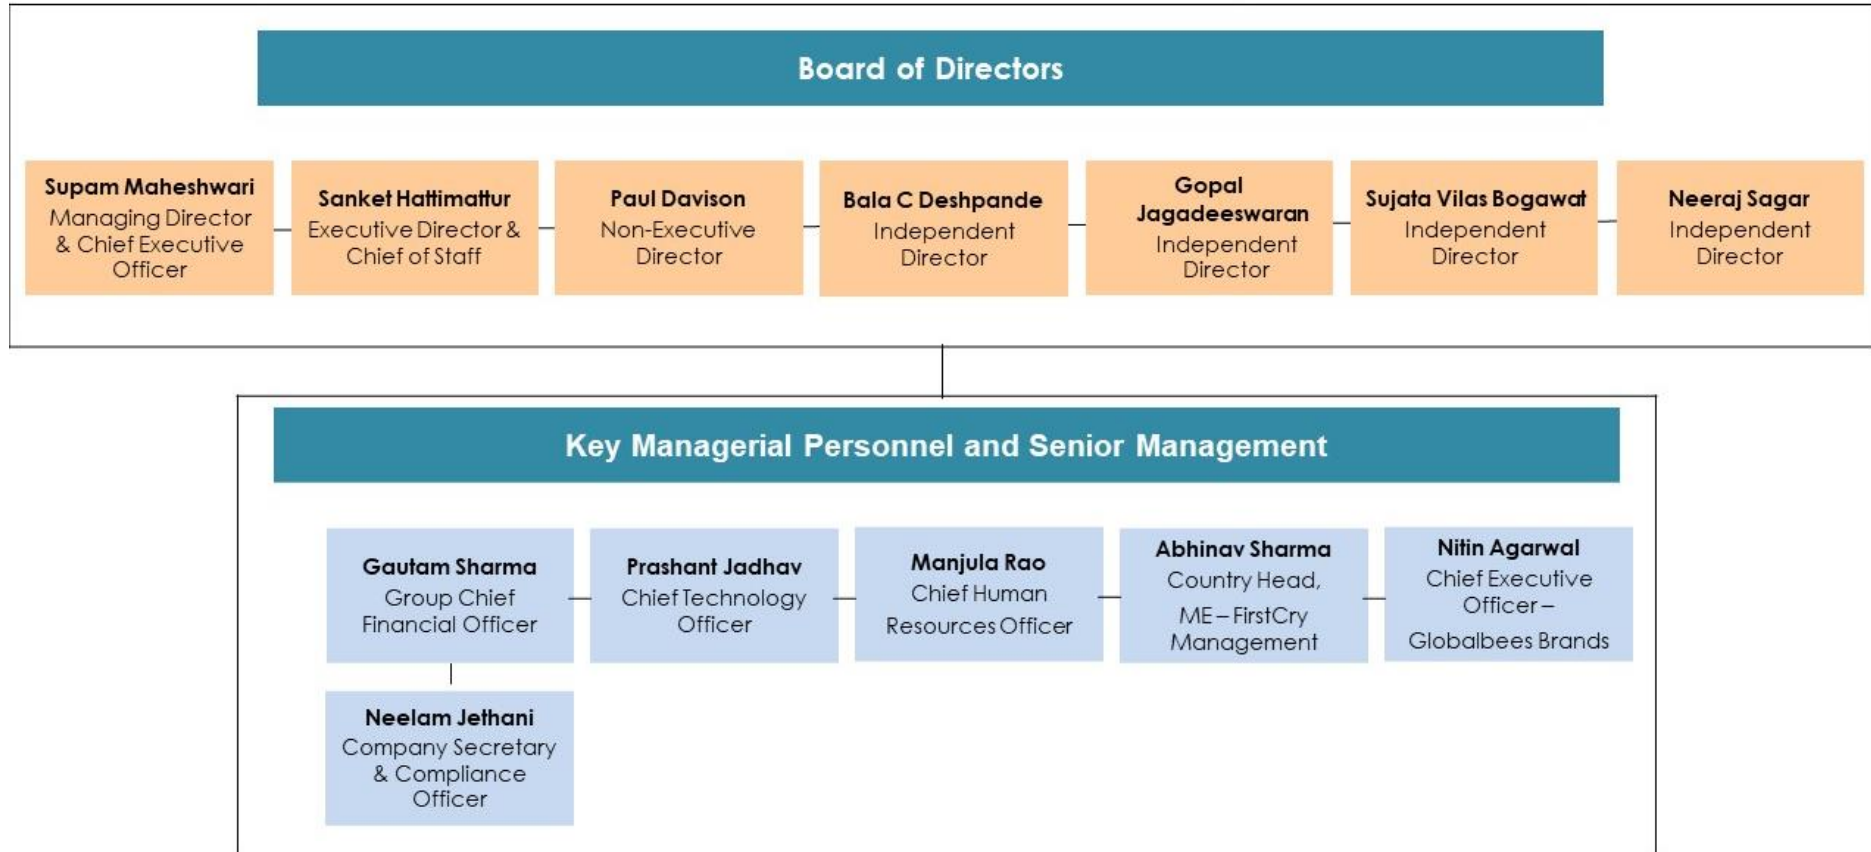 Board of Directors
Supam Maheshwari
Managing Director
& Chief Executive
Officer
Sanket Hattimattur
Executive Director &
Chief of Staff
Paul Davison
Non-Executive
Director
Bala C Deshpande
Independent
Director
Gopal
Jagadeeswaran
Independent
Director
Sujata Vilas Bogawat
Independent
Director
Neeraj Sagar
Independent
Director
Key Managerial Personnel and Senior Management
Gautam Sharma
Group Chief
Financial Officer
Prashant Jadhav
Chief Technology
Officer
Manjula Rao
Chief Human
Resources Officer
Abhinav Sharma
Country Head,
ME – FirstCry
Management
Nitin Agarwal
Chief Executive
Officer –
Globalbees Brands
Neelam Jethani
Company Secretary
& Compliance
Officer